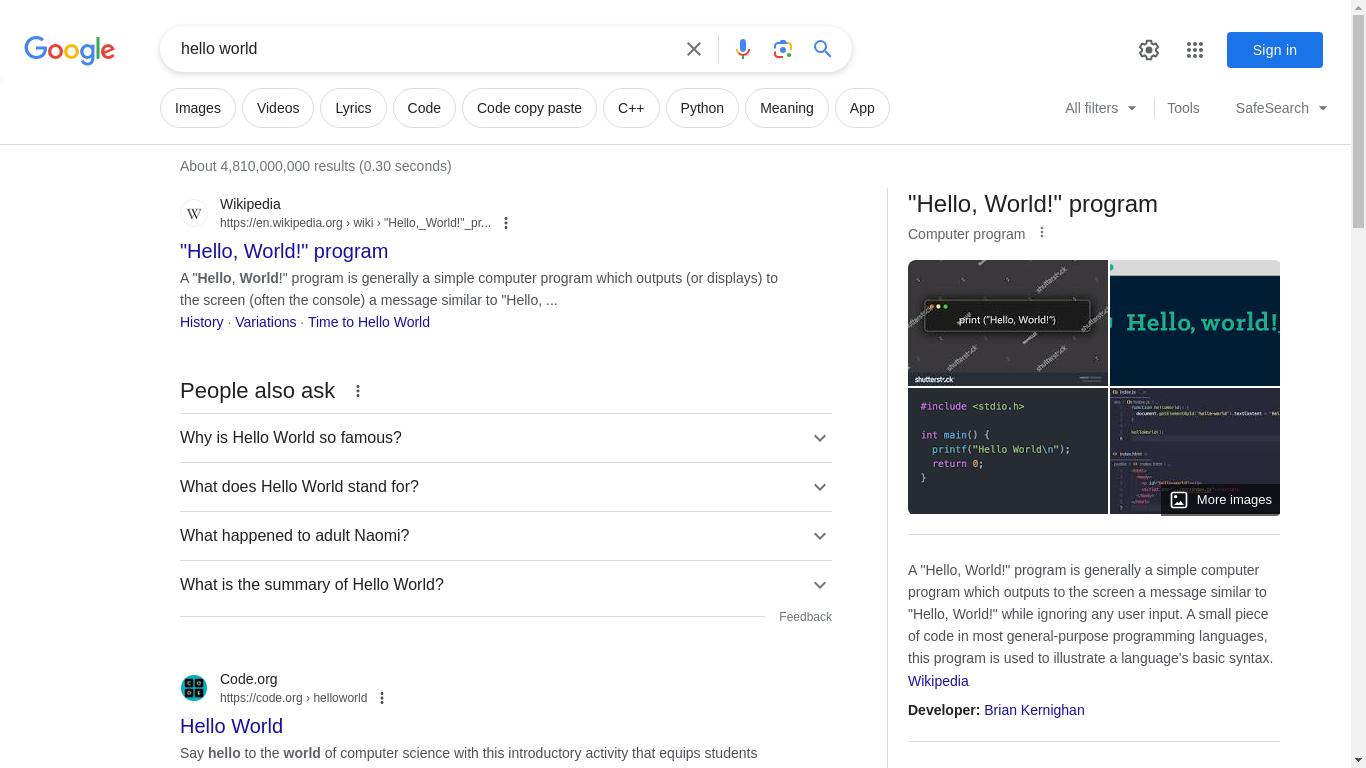 Google
hello world
Sign in
Images
Videos
Lyrics
Code
Code copy paste
C++
Python
Meaning
App
All filters
Tools
SafeSearch
About 4,810,000,000 results (0.30 seconds)
W
Wikipedia
https://en.wikipedia.org › wiki › "Hello,_World!"_pr...
"Hello, World!" program
A "Hello, World!" program is generally a simple computer program which outputs (or displays) to
the screen (often the console) a message similar to "Hello, ...
History · Variations · Time to Hello World
People also ask
Why is Hello World so famous?
What does Hello World stand for?
What happened to adult Naomi?
What is the summary of Hello World?
Feedback
CODE
Code.org
https://code.org › helloworld
Hello World
Say hello to the world of computer science with this introductory activity that equips students
"Hello, World!" program
Computer program
print ("Hello, World!")
shutterstock
Hello, world!
#include <stdio.h>
int main() {
printf("Hello World\n");
return 0;
}
More images
A "Hello, World!" program is generally a simple computer
program which outputs to the screen a message similar to
"Hello, World!" while ignoring any user input. A small piece
of code in most general-purpose programming languages,
this program is used to illustrate a language's basic syntax.
Wikipedia
Developer: Brian Kernighan